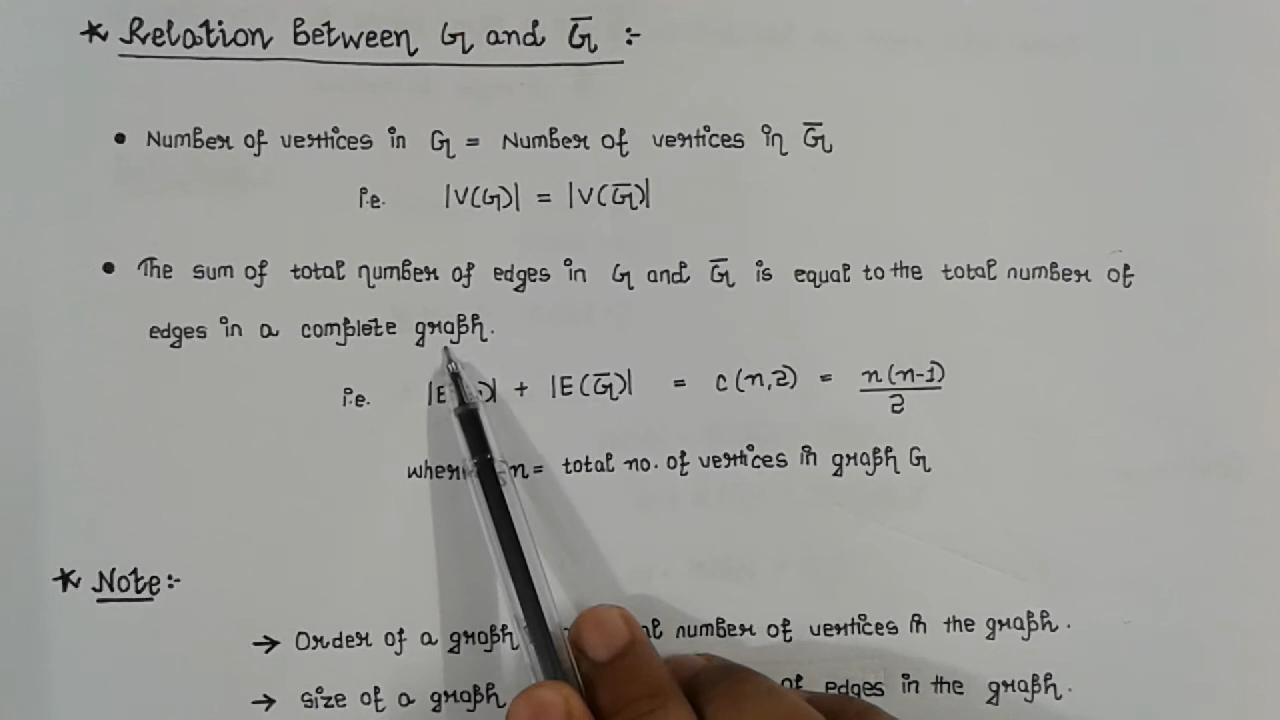 * Relation Between G and G̅ :-
• Number of vertices in G = Number of vertices in G̅
i.e. |V(G)| = |V(G̅)|
• The sum of total number of edges in G and G̅ is equal to the total number of
edges in a complete graph.
i.e. |E )| + |E(G̅)| = C(n,2) = n(n-1)/2
n = total no. of vertices in graph G
* Note:-
→ Order of a graph number of vertices in the graph.
→ Size of a graph of edges in the graph.